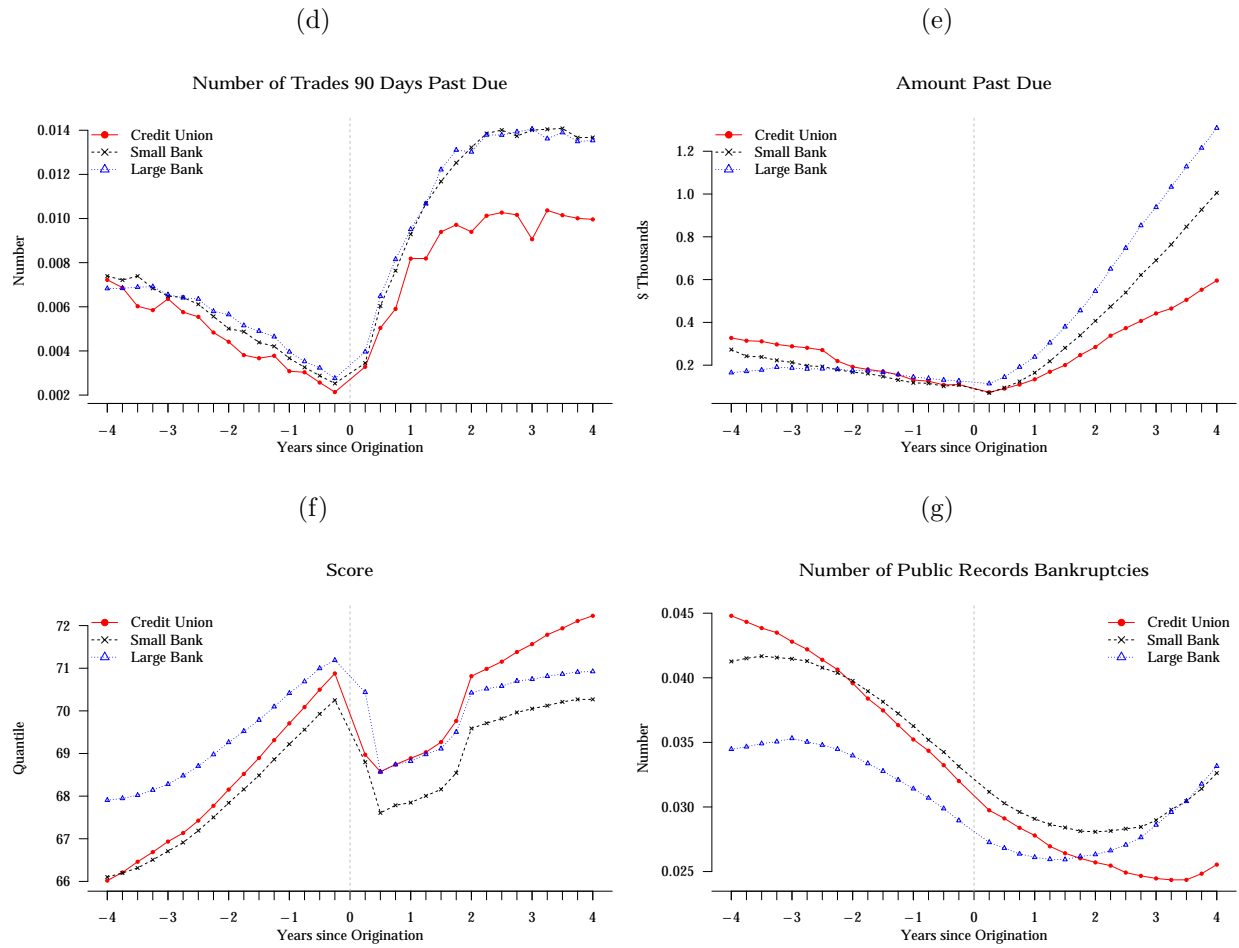 (d)
Number of Trades 90 Days Past Due
Credit Union
Small Bank
Large Bank
0.014
0.012
0.010
0.008
0.006
0.004
0.002
Number
−4 −3 −2 −1 0 1 2 3 4
Years since Origination
(e)
Amount Past Due
Credit Union
Small Bank
Large Bank
1.2
1.0
0.8
0.6
0.4
0.2
$ Thousands
−4 −3 −2 −1 0 1 2 3 4
Years since Origination
(f)
Score
Credit Union
Small Bank
Large Bank
72
71
70
69
68
67
66
Quantile
−4 −3 −2 −1 0 1 2 3 4
Years since Origination
(g)
Number of Public Records Bankruptcies
Credit Union
Small Bank
Large Bank
0.045
0.040
0.035
0.030
0.025
Number
−4 −3 −2 −1 0 1 2 3 4
Years since Origination